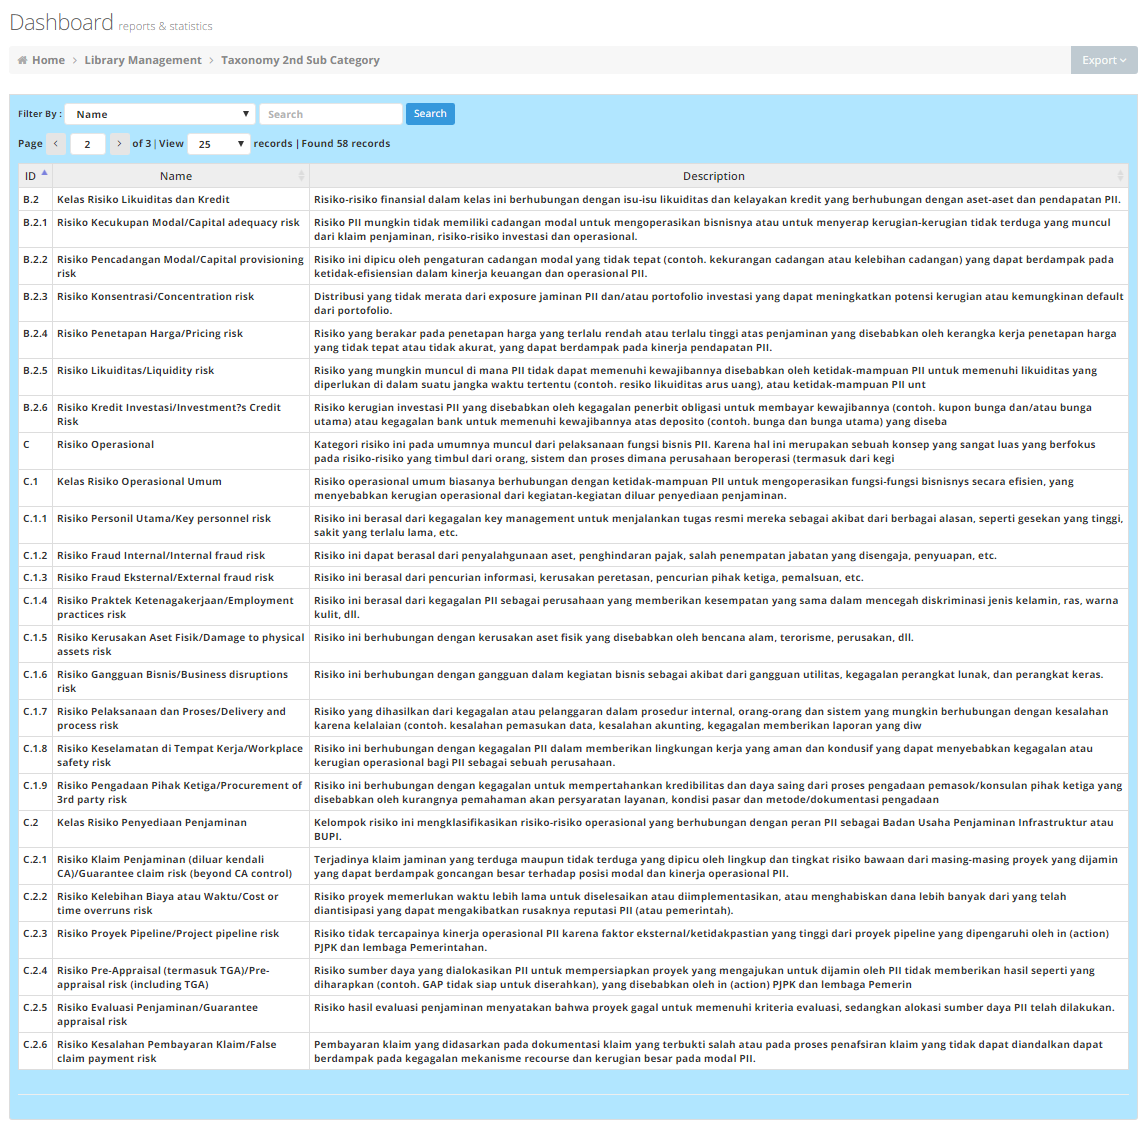 Dashboard reports & statistics
Home > Library Management > Taxonomy 2nd Sub Category
Export
Filter By : Name Search Search
Page < 2 > of 3 | View 25 records | Found 58 records
ID Name Description
B.2 Kelas Risiko Likuiditas dan Kredit Risiko-risiko finansial dalam kelas ini berhubungan dengan isu-isu likuiditas dan kelayakan kredit yang berhubungan dengan aset-aset dan pendapatan PII.
B.2.1 Risiko Kecukupan Modal/Capital adequacy risk Risiko PII mungkin tidak memiliki cadangan modal untuk mengoperasikan bisnisnya atau untuk menyerap kerugian-kerugian tidak terduga yang muncul
dari klaim penjaminan, risiko-risiko investasi dan operasional.
B.2.2 Risiko Pencadangan Modal/Capital provisioning Risiko ini dipicu oleh pengaturan cadangan modal yang tidak tepat (contoh. kekurangan cadangan atau kelebihan cadangan) yang dapat berdampak pada
risk ketidak-efisiensian dalam kinerja keuangan dan operasional PII.
B.2.3 Risiko Konsentrasi/Concentration risk Distribusi yang tidak merata dari exposure jaminan PII dan/atau portofolio investasi yang dapat meningkatkan potensi kerugian atau kemungkinan default
dari portofolio.
B.2.4 Risiko Penetapan Harga/Pricing risk Risiko yang berakar pada penetapan harga yang terlalu rendah atau terlalu tinggi atas penjaminan yang disebabkan oleh kerangka kerja penetapan harga
yang tidak tepat atau tidak akurat, yang dapat berdampak pada kinerja pendapatan PII.
B.2.5 Risiko Likuiditas/Liquidity risk Risiko yang mungkin muncul di mana PII tidak dapat memenuhi kewajibannya disebabkan oleh ketidak-mampuan PII untuk memenuhi likuiditas yang
diperlukan di dalam suatu jangka waktu tertentu (contoh. resiko likuiditas arus uang), atau ketidak-mampuan PII unt
B.2.6 Risiko Kredit Investasi/Investment?s Credit Risiko kerugian investasi PII yang disebabkan oleh kegagalan penerbit obligasi untuk membayar kewajibannya (contoh. kupon bunga dan/atau bunga
Risk utama) atau kegagalan bank untuk memenuhi kewajibannya atas deposito (contoh. bunga dan bunga utama) yang diseba
C Risiko Operasional Kategori risiko ini pada umumnya muncul dari pelaksanaan fungsi bisnis PII. Karena hal ini merupakan sebuah konsep yang sangat luas yang berfokus
pada risiko-risiko yang timbul dari orang, sistem dan proses dimana perusahaan beroperasi (termasuk dari kegi
C.1 Kelas Risiko Operasional Umum Risiko operasional umum biasanya berhubungan dengan ketidak-mampuan PII untuk mengoperasikan fungsi-fungsi bisnisnys secara efisien, yang
menyebabkan kerugian operasional dari kegiatan-kegiatan diluar penyediaan penjaminan.
C.1.1 Risiko Personil Utama/Key personnel risk Risiko ini berasal dari kegagalan key management untuk menjalankan tugas resmi mereka sebagai akibat dari berbagai alasan, seperti gesekan yang tinggi,
sakit yang terlalu lama, etc.
C.1.2 Risiko Fraud Internal/Internal fraud risk Risiko ini dapat berasal dari penyalahgunaan aset, penghindaran pajak, salah penempatan jabatan yang disengaja, penyuapan, etc.
C.1.3 Risiko Fraud Eksternal/External fraud risk Risiko ini berasal dari pencurian informasi, kerusakan peretasan, pencurian pihak ketiga, pemalsuan, etc.
C.1.4 Risiko Praktek Ketenagakerjaan/Employment Risiko ini berasal dari kegagalan PII sebagai perusahaan yang memberikan kesempatan yang sama dalam mencegah diskriminasi jenis kelamin, ras, warna
practices risk kulit, dll.
C.1.5 Risiko Kerusakan Aset Fisik/Damage to physical Risiko ini berhubungan dengan kerusakan aset fisik yang disebabkan oleh bencana alam, terorisme, perusakan, dll.
assets risk
C.1.6 Risiko Gangguan Bisnis/Business disruptions Risiko ini berhubungan dengan gangguan dalam kegiatan bisnis sebagai akibat dari gangguan utilitas, kegagalan perangkat lunak, dan perangkat keras.
risk
C.1.7 Risiko Pelaksanaan dan Proses/Delivery and Risiko yang dihasilkan dari kegagalan atau pelanggaran dalam prosedur internal, orang-orang dan sistem yang mungkin berhubungan dengan kesalahan
process risk karena kelalaian (contoh. kesalahan pemasukan data, kesalahan akunting, kegagalan memberikan laporan yang diw
C.1.8 Risiko Keselamatan di Tempat Kerja/Workplace Risiko ini berhubungan dengan kegagalan PII dalam memberikan lingkungan kerja yang aman dan kondusif yang dapat menyebabkan kegagalan atau
safety risk kerugian operasional bagi PII sebagai sebuah perusahaan.
C.1.9 Risiko Pengadaan Pihak Ketiga/Procurement of Risiko ini berhubungan dengan kegagalan untuk mempertahankan kredibilitas dan daya saing dari proses pengadaan pemasok/konsulan pihak ketiga yang
3rd party risk disebabkan oleh kurangnya pemahaman akan persyaratan layanan, kondisi pasar dan metode/dokumentasi pengadaan
C.2 Kelas Risiko Penyediaan Penjaminan Kelompok risiko ini mengklasifikasikan risiko-risiko operasional yang berhubungan dengan peran PII sebagai Badan Usaha Penjaminan Infrastruktur atau
BUPI.
C.2.1 Risiko Klaim Penjaminan (diluar kendali Terjadinya klaim jaminan yang terduga maupun tidak terduga yang dipicu oleh lingkup dan tingkat risiko bawaan dari masing-masing proyek yang dijamin
CA)/Guarantee claim risk (beyond CA control) yang dapat berdampak goncangan besar terhadap posisi modal dan kinerja operasional PII.
C.2.2 Risiko Kelebihan Biaya atau Waktu/Cost or Risiko proyek memerlukan waktu lebih lama untuk diselesaikan atau diimplementasikan, atau menghabiskan dana lebih banyak dari yang telah
time overruns risk diantisipasi yang dapat mengakibatkan rusaknya reputasi PII (atau pemerintah).
C.2.3 Risiko Proyek Pipeline/Project pipeline risk Risiko tidak tercapainya kinerja operasional PII karena faktor eksternal/ketidakpastian yang tinggi dari proyek pipeline yang dipengaruhi oleh in (action)
PJPK dan lembaga Pemerintahan.
C.2.4 Risiko Pre-Appraisal (termasuk TGA)/Pre- Risiko sumber daya yang dialokasikan PII untuk mempersiapkan proyek yang mengajukan untuk dijamin oleh PII tidak memberikan hasil seperti yang
appraisal risk (including TGA) diharapkan (contoh. GAP tidak siap untuk diserahkan), yang disebabkan oleh in (action) PJPK dan lembaga Pemerin
C.2.5 Risiko Evaluasi Penjaminan/Guarantee Risiko hasil evaluasi penjaminan menyatakan bahwa proyek gagal untuk memenuhi kriteria evaluasi, sedangkan alokasi sumber daya PII telah dilakukan.
appraisal risk
C.2.6 Risiko Kesalahan Pembayaran Klaim/False Pembayaran klaim yang didasarkan pada dokumentasi klaim yang terbukti salah atau pada proses penafsiran klaim yang tidak dapat diandalkan dapat
claim payment risk berdampak pada kegagalan mekanisme recourse dan kerugian besar pada modal PII.